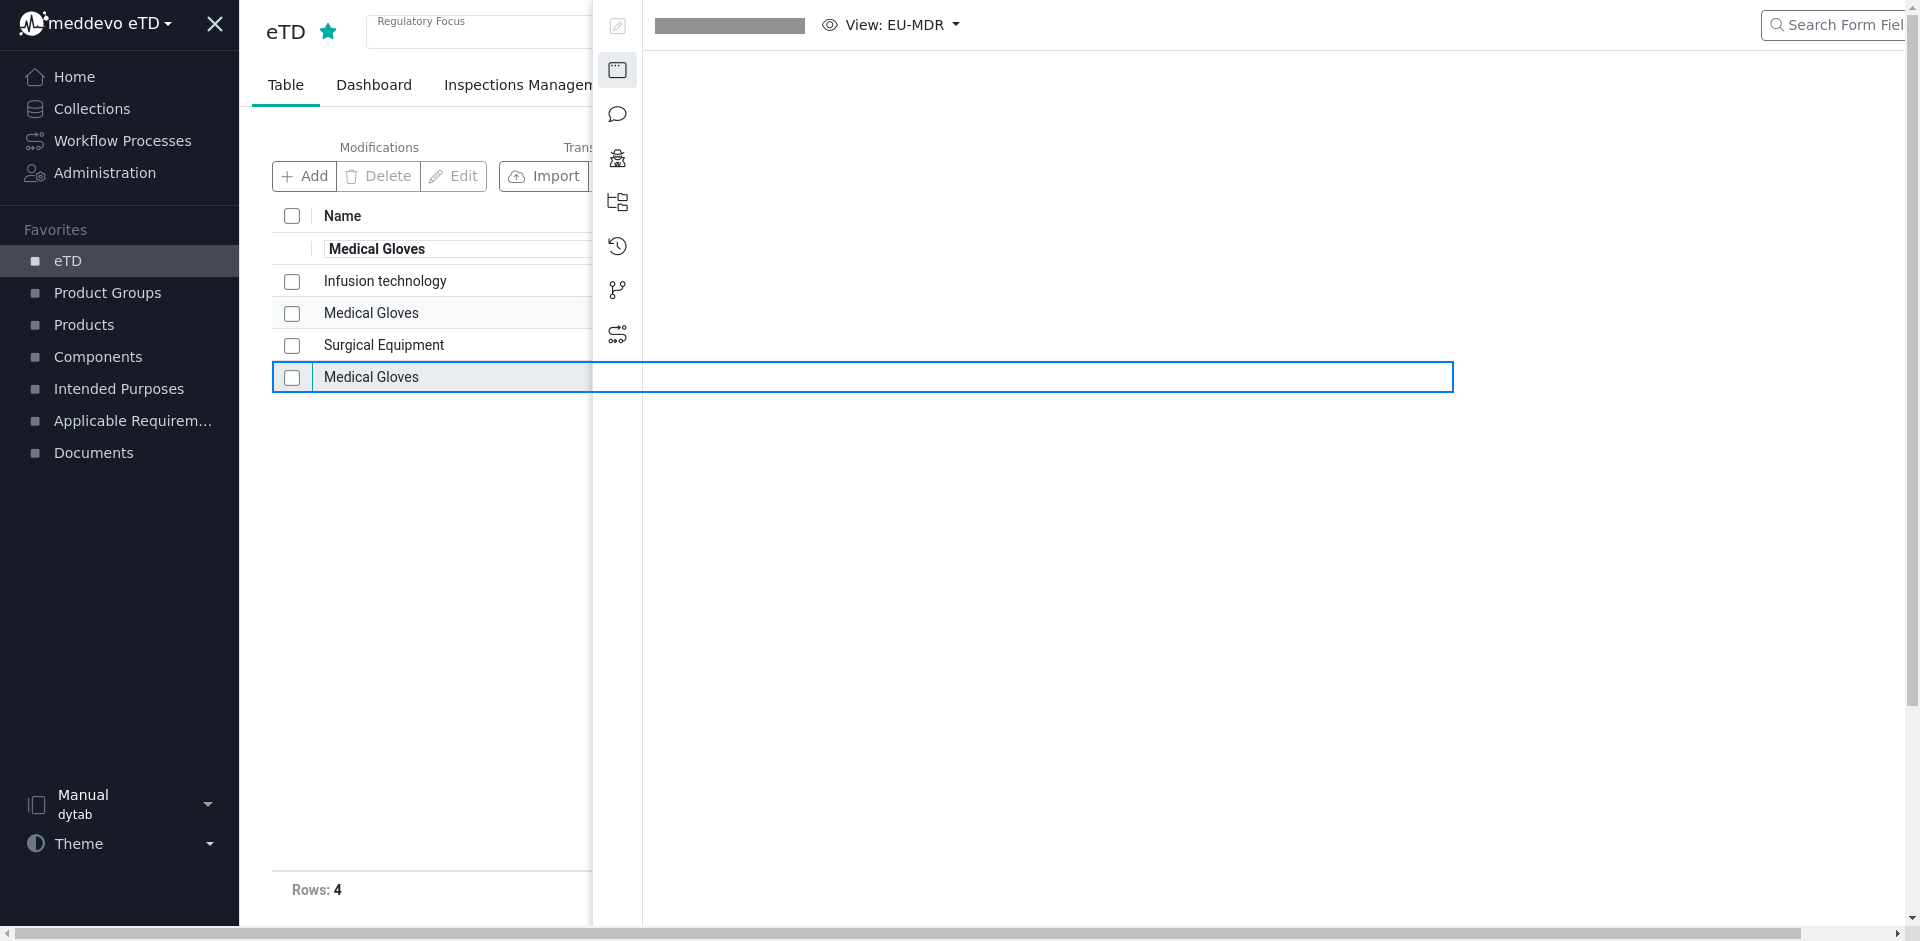 meddevo eTD
Home
Collections
Workflow Processes
Administration
Favorites
eTD
Product Groups
Products
Components
Intended Purposes
Applicable Requirem...
Documents
Manual
dytab
Theme
eTD
Regulatory Focus
Table Dashboard Inspections Managem
Modifications Trans
Add Delete Edit Import
Name
Medical Gloves
Infusion technology
Medical Gloves
Surgical Equipment
Medical Gloves
Rows: 4
View: EU-MDR
Search Form Fiel